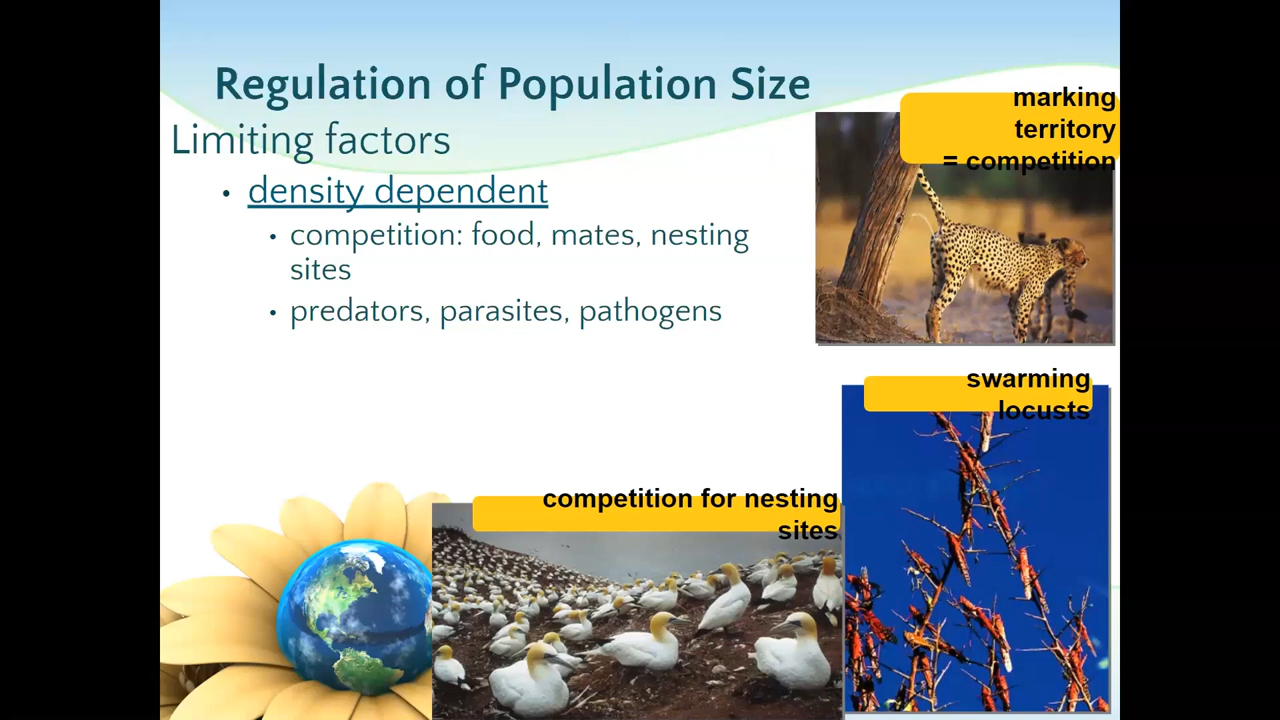 Regulation of Population Size
Limiting factors
• density dependent
• competition: food, mates, nesting
sites
• predators, parasites, pathogens
marking
territory
= competition
swarming
locusts
competition for nesting
sites